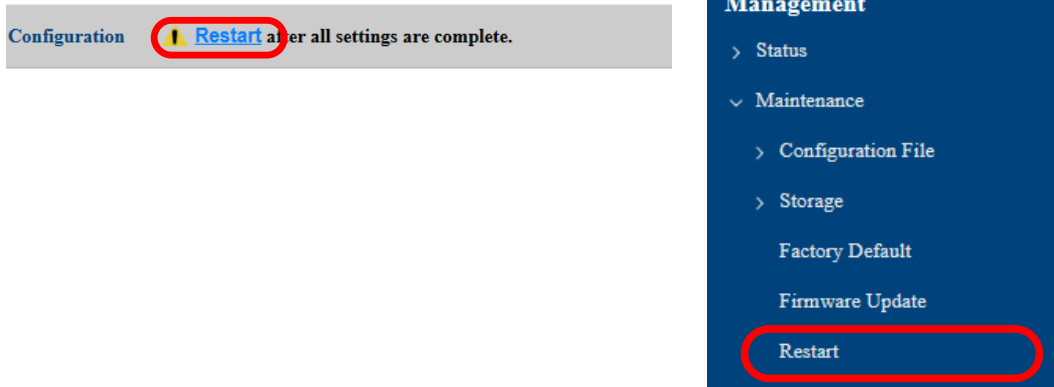 Configuration Restart after all settings are complete.
Management
Status
Maintenance
Configuration File
Storage
Factory Default
Firmware Update
Restart